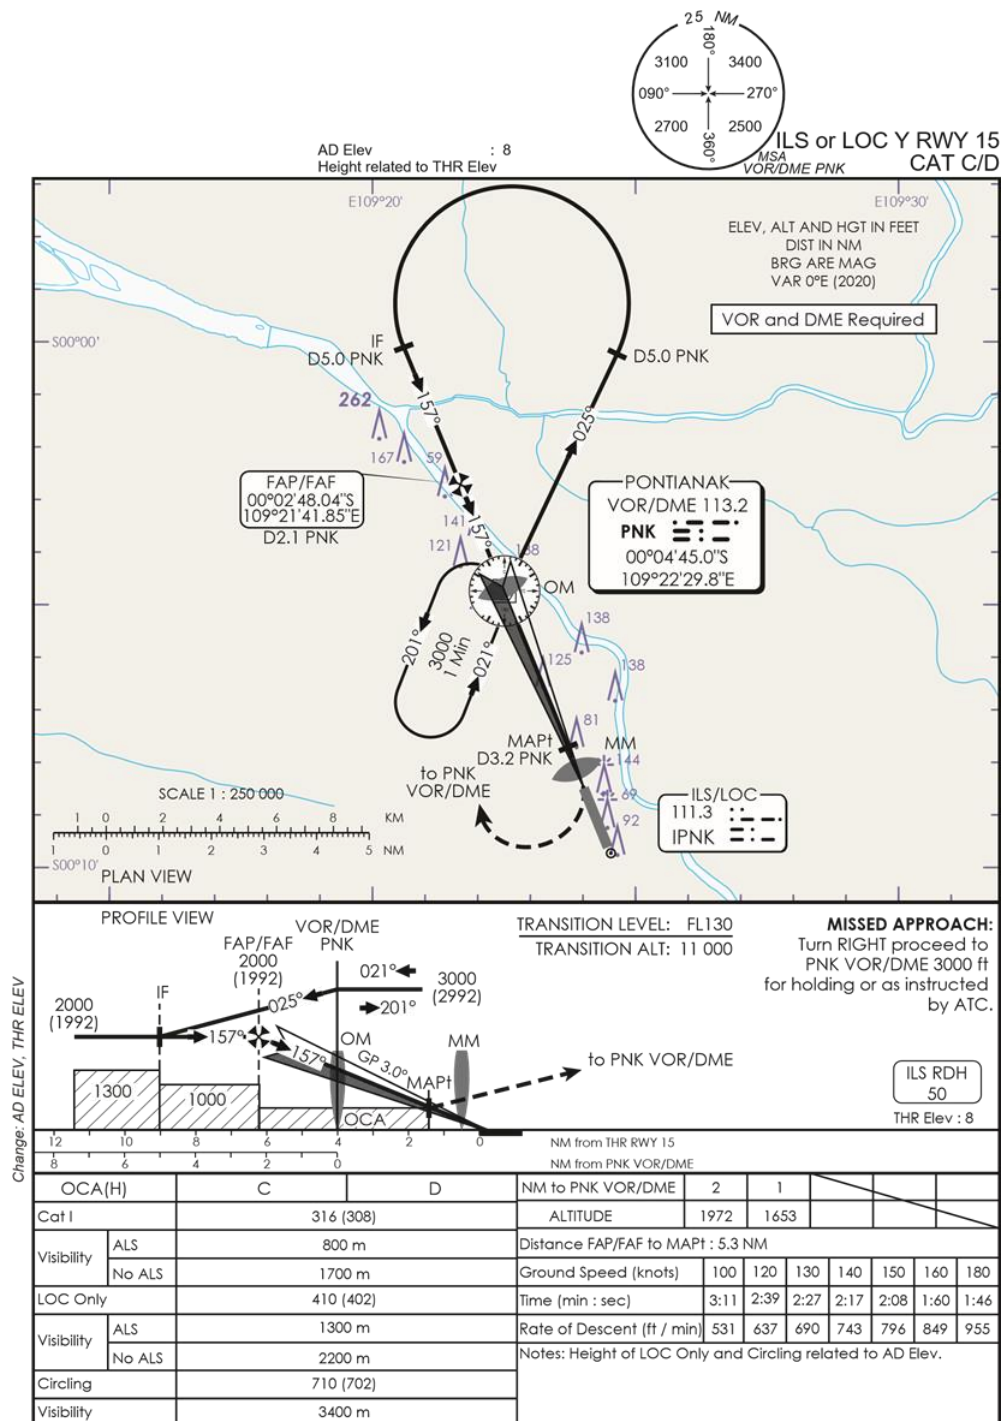 25 NM
180°
3100
3400
090°
270°
2700
2500
360°
MSA
VOR/DME PNK
ILS or LOC Y RWY 15
CAT C/D
AD Elev : 8
Height related to THR Elev
E109°20'
E109°30'
ELEV, ALT AND HGT IN FEET
DIST IN NM
BRG ARE MAG
VAR 0°E (2020)
VOR and DME Required
S00°00'
IF
D5.0 PNK
D5.0 PNK
157°
025°
262
167
59
FAP/FAF
00°02'48.04"S
109°21'41.85"E
D2.1 PNK
141
121
157°
PONTIANAK
VOR/DME 113.2
PNK
00°04'45.0"S
109°22'29.8"E
OM
201°
3000
1 Min
021°
138
125
138
81
MAPt
D3.2 PNK
MM
144
69
92
to PNK
VOR/DME
ILS/LOC
111.3
IPNK
SCALE 1 : 250 000
1 0 2 4 6 8 KM
1 0 1 2 3 4 5 NM
S00°10'
PLAN VIEW
PROFILE VIEW
TRANSITION LEVEL: FL130
TRANSITION ALT: 11 000
MISSED APPROACH:
Turn RIGHT proceed to
PNK VOR/DME 3000 ft
for holding or as instructed
by ATC.
VOR/DME
PNK
FAP/FAF
2000
(1992)
IF
2000
(1992)
021°
3000
(2992)
025°
201°
157°
157°
OM
GP 3.0°
MM
MAPt
to PNK VOR/DME
1300
1000
OCA
ILS RDH
50
THR Elev : 8
12 10 8 6 4 2 0 NM from THR RWY 15
8 6 4 2 0 NM from PNK VOR/DME
Change: AD ELEV, THR ELEV
OCA(H) C D
Cat I 316 (308)
Visibility ALS 800 m
No ALS 1700 m
LOC Only 410 (402)
Visibility ALS 1300 m
No ALS 2200 m
Circling 710 (702)
Visibility 3400 m
NM to PNK VOR/DME 2 1
ALTITUDE 1972 1653
Distance FAP/FAF to MAPt : 5.3 NM
Ground Speed (knots) 100 120 130 140 150 160 180
Time (min : sec) 3:11 2:39 2:27 2:17 2:08 1:60 1:46
Rate of Descent (ft / min) 531 637 690 743 796 849 955
Notes: Height of LOC Only and Circling related to AD Elev.